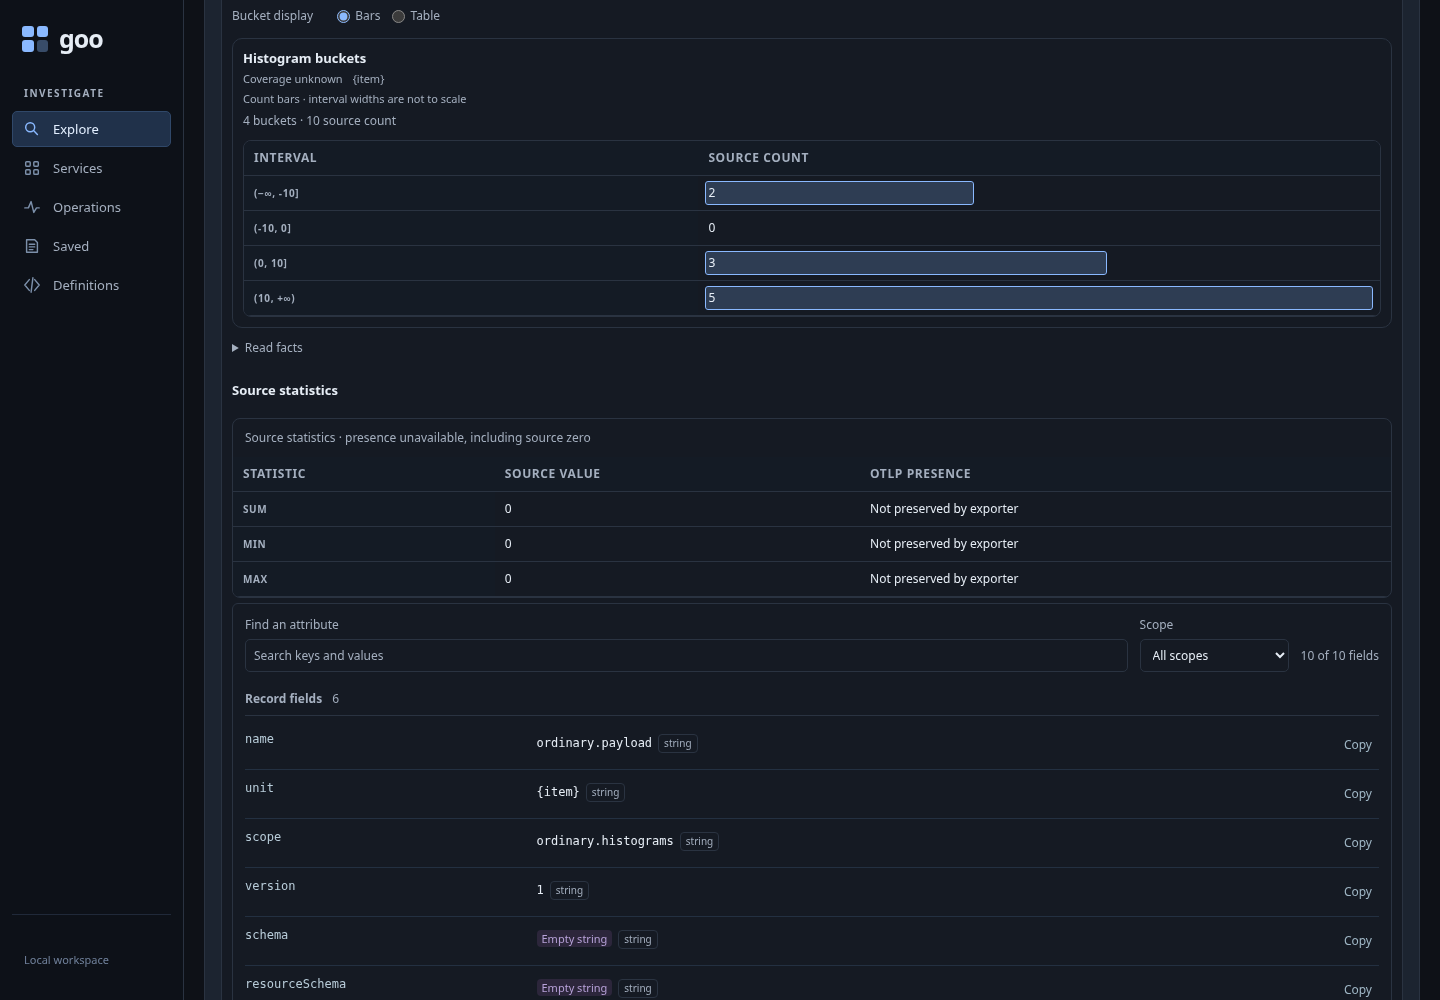 goo
INVESTIGATE
Explore
Services
Operations
Saved
Definitions
Local workspace
Bucket display Bars Table
Histogram buckets
Coverage unknown {item}
Count bars · interval widths are not to scale
4 buckets · 10 source count
INTERVAL SOURCE COUNT
(−∞, -10] 2
(-10, 0] 0
(0, 10] 3
(10, +∞) 5
Read facts
Source statistics
Source statistics · presence unavailable, including source zero
STATISTIC SOURCE VALUE OTLP PRESENCE
SUM 0 Not preserved by exporter
MIN 0 Not preserved by exporter
MAX 0 Not preserved by exporter
Find an attribute Scope
Search keys and values All scopes 10 of 10 fields
Record fields 6
name ordinary.payload string Copy
unit {item} string Copy
scope ordinary.histograms string Copy
version 1 string Copy
schema Empty string string Copy
resourceSchema Empty string string Copy